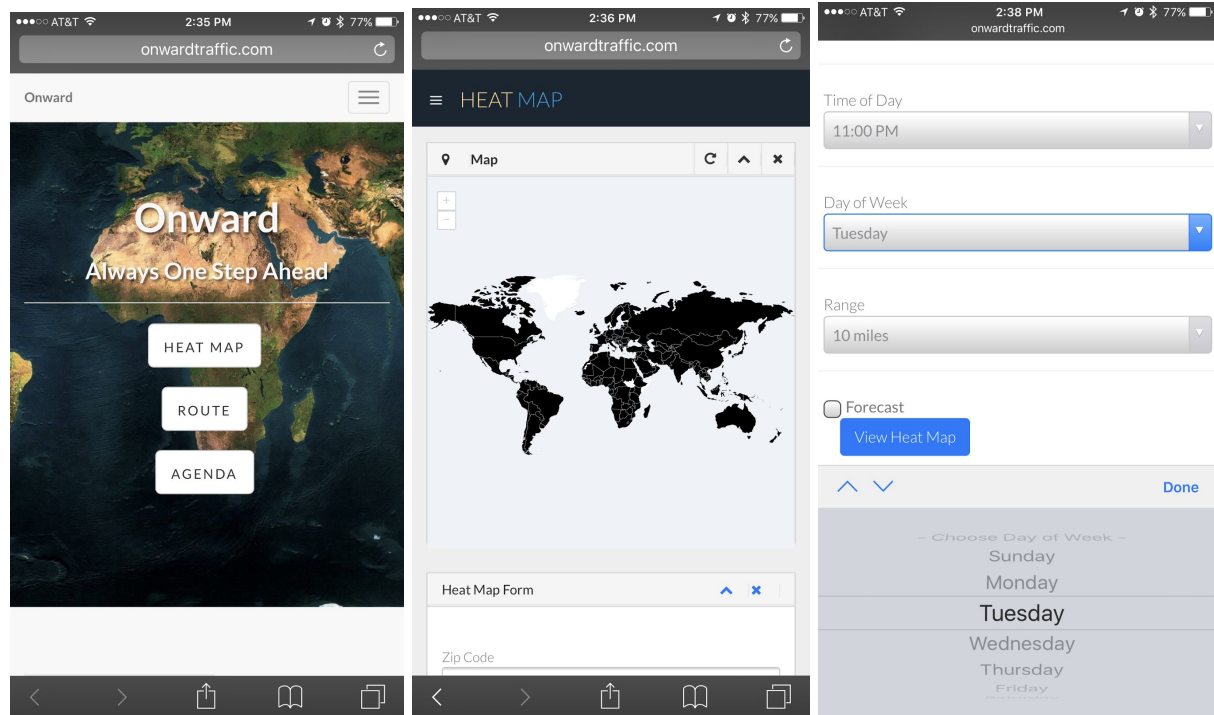 AT&T 2:35 PM 77%
onwardtraffic.com
Onward
Onward
Always One Step Ahead
HEAT MAP
ROUTE
AGENDA
AT&T 2:36 PM 77%
onwardtraffic.com
HEAT MAP
Map
+
−
Heat Map Form
Zip Code
AT&T 2:38 PM 77%
onwardtraffic.com
Time of Day
11:00 PM
Day of Week
Tuesday
Range
10 miles
Forecast
View Heat Map
Done
– Choose Day of Week –
Sunday
Monday
Tuesday
Wednesday
Thursday
Friday